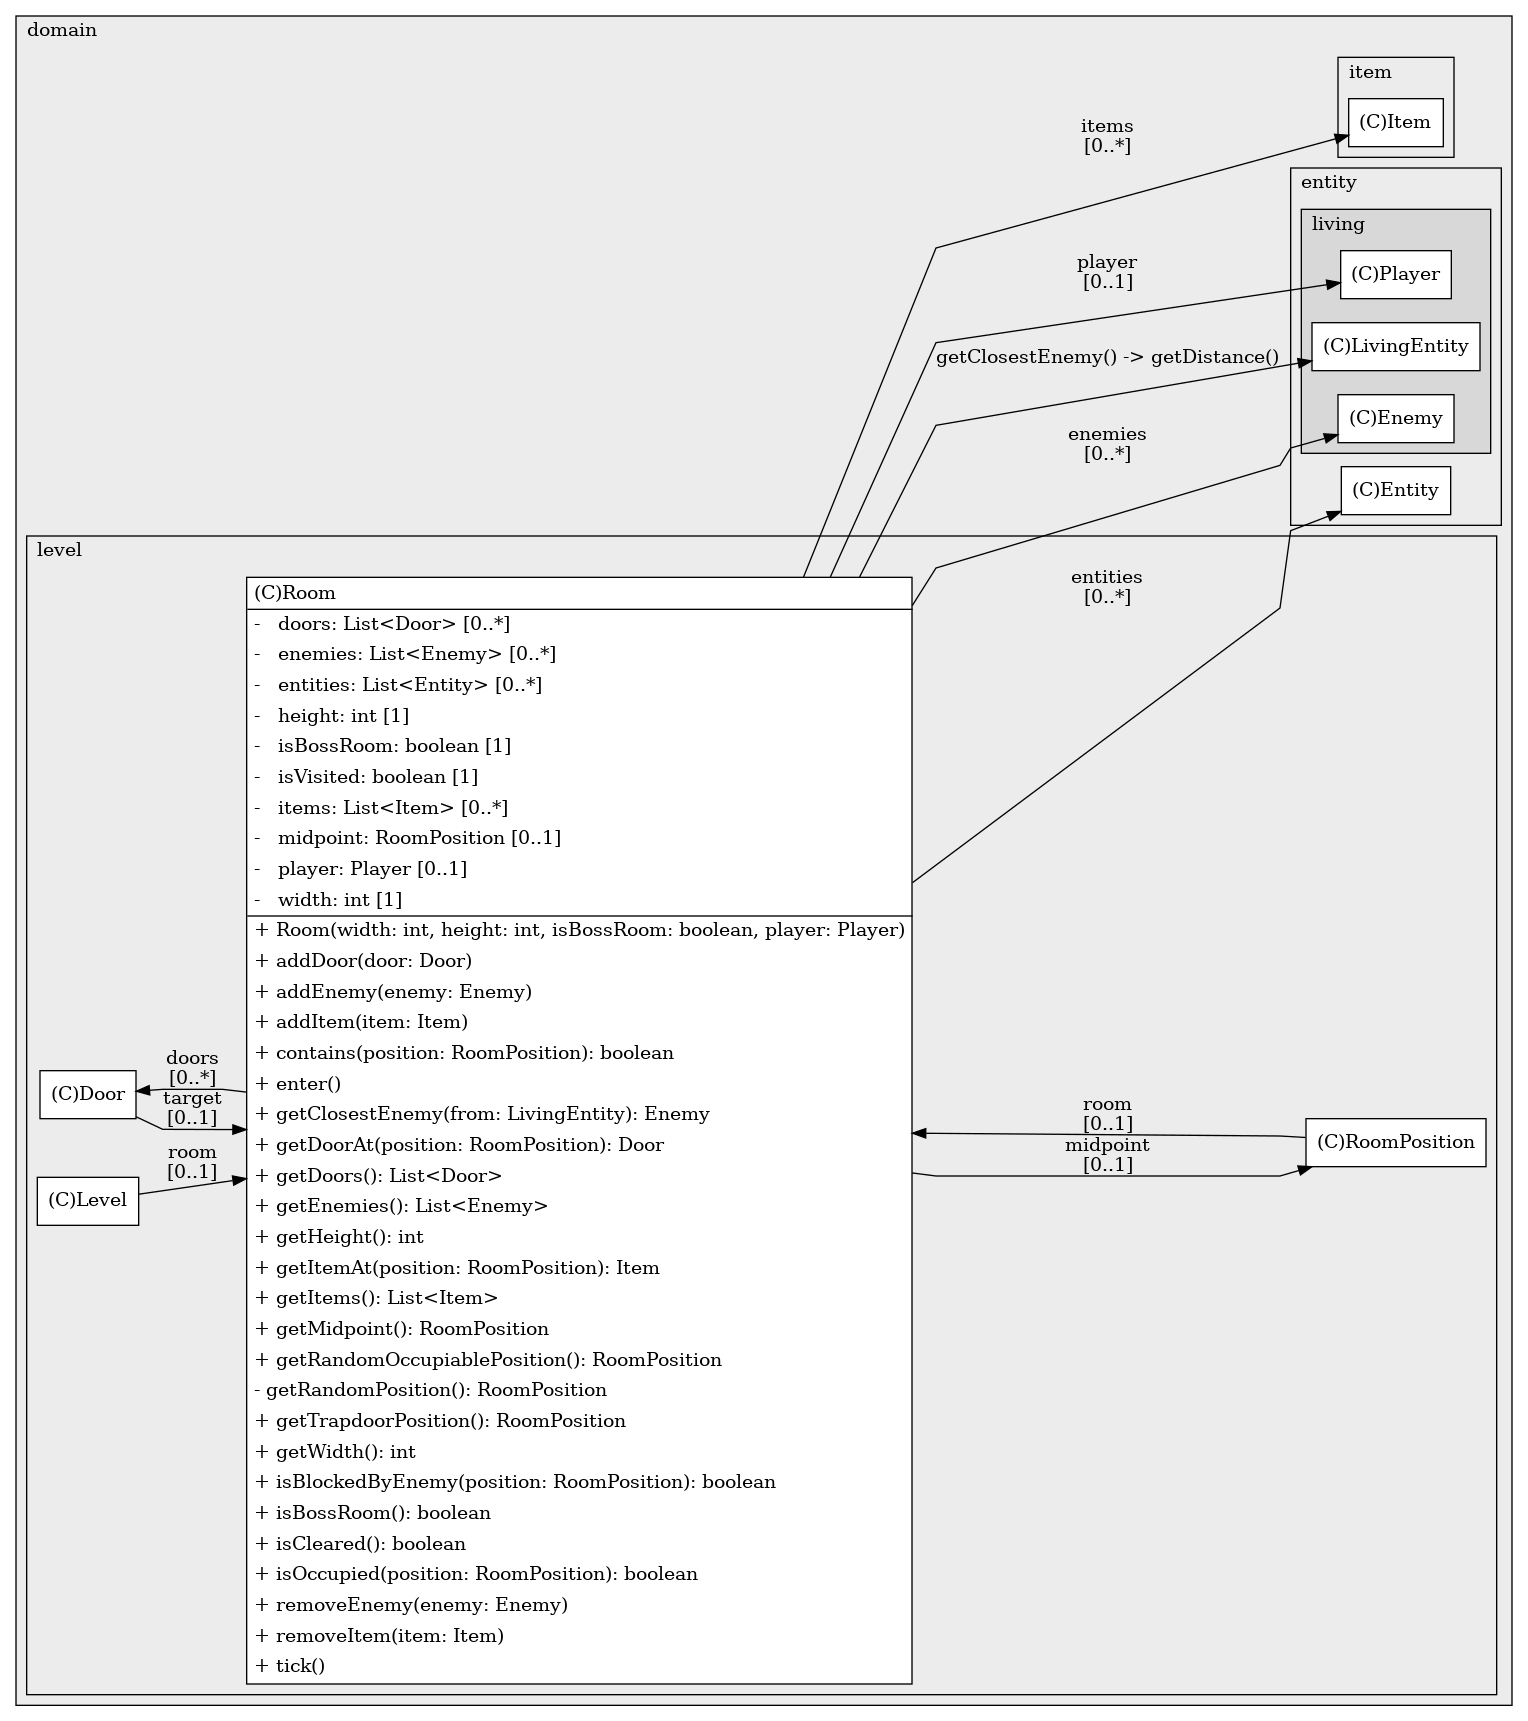 domain
item
(C)Item
items
[0..*]
entity
living
(C)Player
player
[0..1]
(C)LivingEntity
getClosestEnemy() -> getDistance()
(C)Enemy
enemies
[0..*]
(C)Entity
entities
[0..*]
level
(C)Room
- doors: List<Door> [0..*]
- enemies: List<Enemy> [0..*]
- entities: List<Entity> [0..*]
- height: int [1]
- isBossRoom: boolean [1]
- isVisited: boolean [1]
- items: List<Item> [0..*]
- midpoint: RoomPosition [0..1]
- player: Player [0..1]
- width: int [1]
+ Room(width: int, height: int, isBossRoom: boolean, player: Player)
+ addDoor(door: Door)
+ addEnemy(enemy: Enemy)
+ addItem(item: Item)
+ contains(position: RoomPosition): boolean
+ enter()
+ getClosestEnemy(from: LivingEntity): Enemy
+ getDoorAt(position: RoomPosition): Door
+ getDoors(): List<Door>
+ getEnemies(): List<Enemy>
+ getHeight(): int
+ getItemAt(position: RoomPosition): Item
+ getItems(): List<Item>
+ getMidpoint(): RoomPosition
+ getRandomOccupiablePosition(): RoomPosition
- getRandomPosition(): RoomPosition
+ getTrapdoorPosition(): RoomPosition
+ getWidth(): int
+ isBlockedByEnemy(position: RoomPosition): boolean
+ isBossRoom(): boolean
+ isCleared(): boolean
+ isOccupied(position: RoomPosition): boolean
+ removeEnemy(enemy: Enemy)
+ removeItem(item: Item)
+ tick()
(C)Door
doors
[0..*]
target
[0..1]
(C)Level
room
[0..1]
room
[0..1]
midpoint
[0..1]
(C)RoomPosition